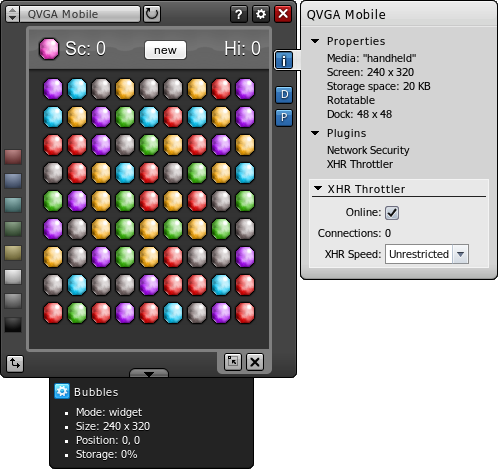 QVGA Mobile
?
Sc: 0
new
Hi: 0
i
D
P
Bubbles
Mode: widget
Size: 240 x 320
Position: 0, 0
Storage: 0%
QVGA Mobile
Properties
Media: "handheld"
Screen: 240 x 320
Storage space: 20 KB
Rotatable
Dock: 48 x 48
Plugins
Network Security
XHR Throttler
XHR Throttler
Online:
Connections: 0
XHR Speed: Unrestricted